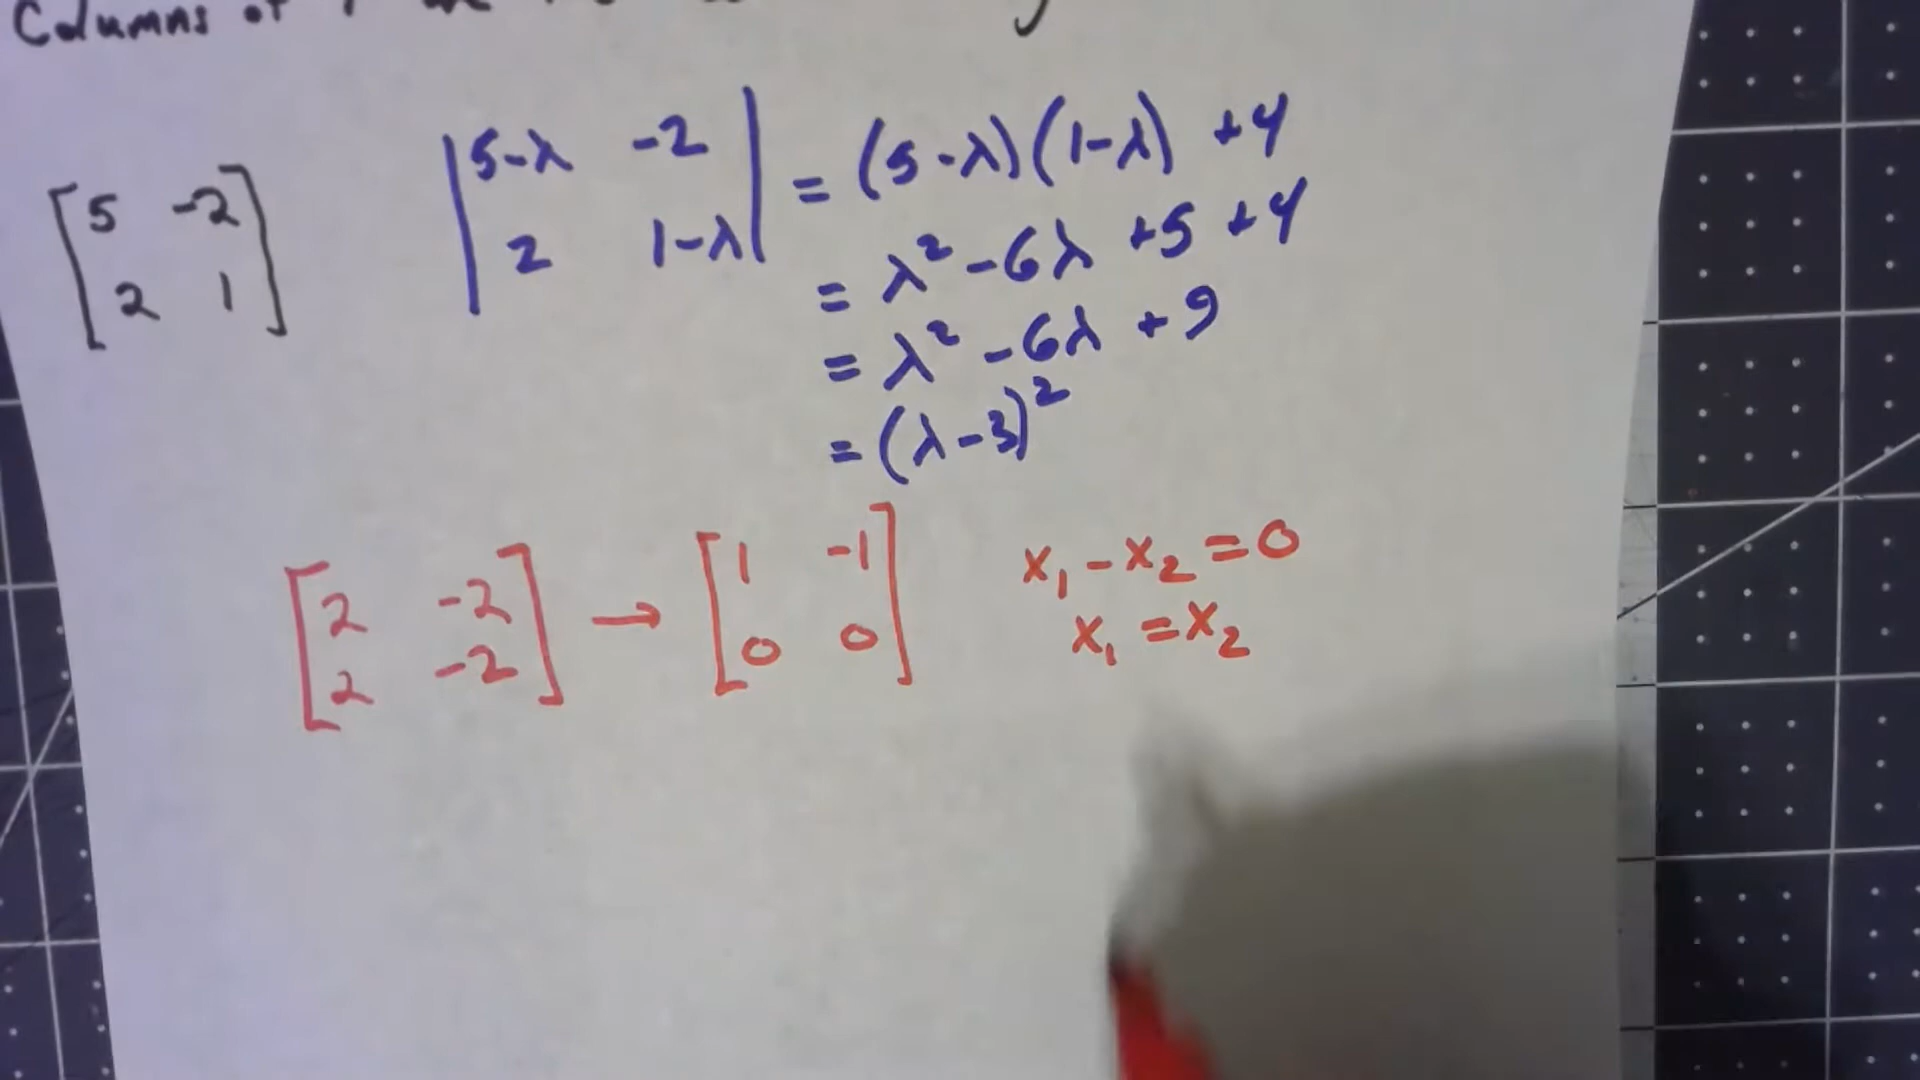 Columns of
[5 -2
2 1]
|5-λ -2
2 1-λ| = (5-λ)(1-λ) +4
= λ² -6λ +5 +4
= λ² -6λ +9
= (λ-3)²
[2 -2
2 -2] → [1 -1
0 0]
x₁ - x₂ = 0
x₁ = x₂